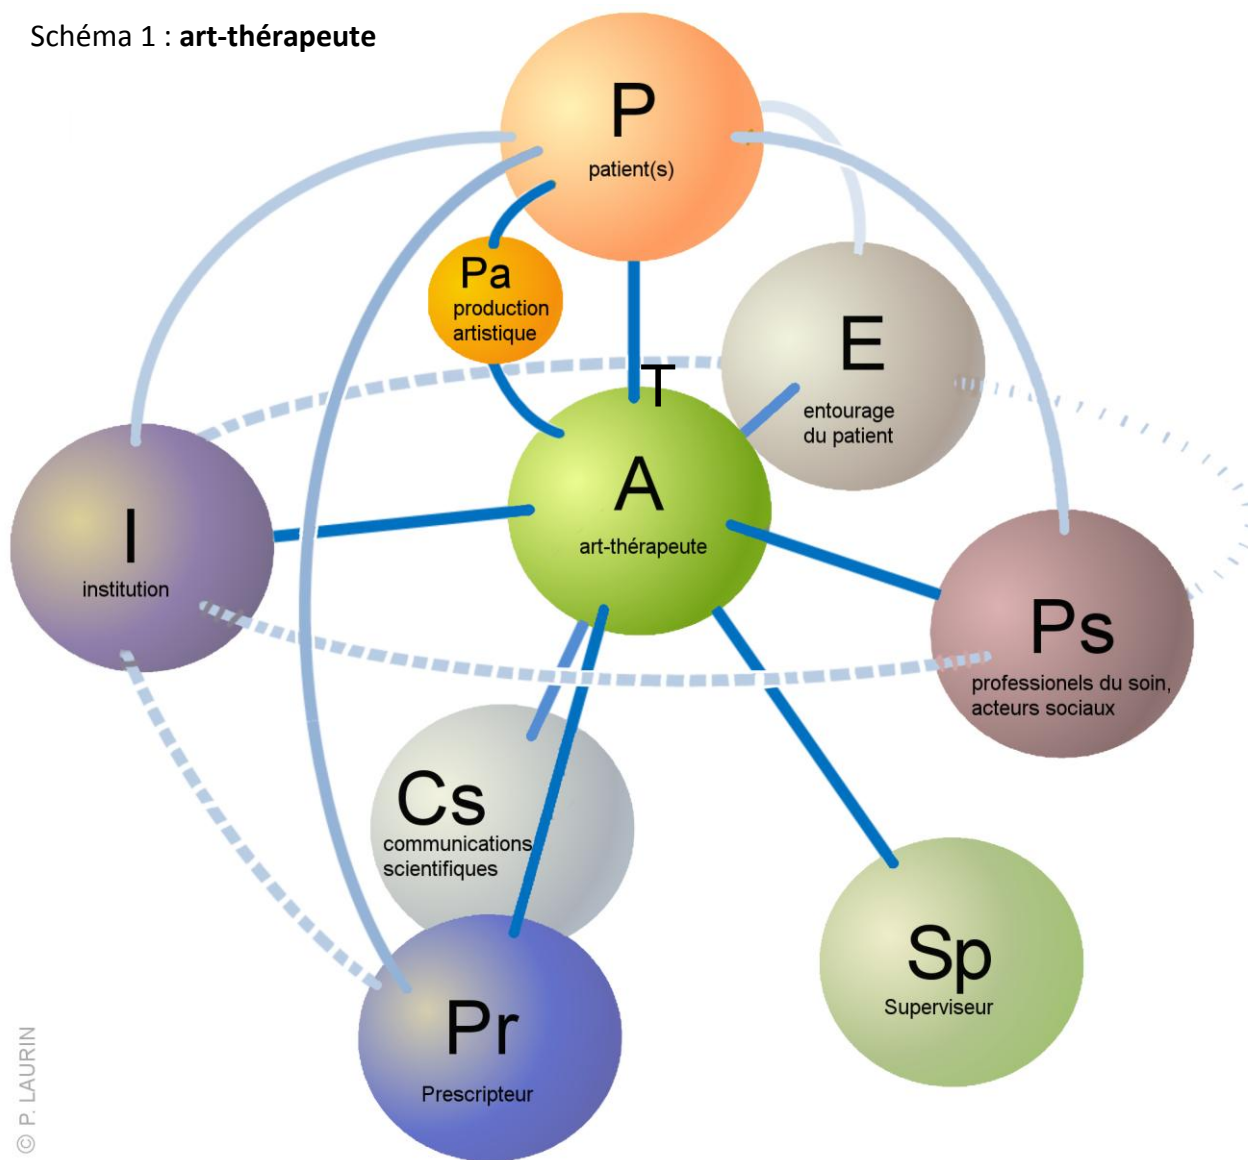 Schéma 1 : art-thérapeute
P
patient(s)
Pa
production
artistique
T
E
entourage
du patient
A
art-thérapeute
I
institution
Ps
professionels du soin,
acteurs sociaux
Cs
communications
scientifiques
Sp
Superviseur
Pr
Prescripteur
© P. LAURIN